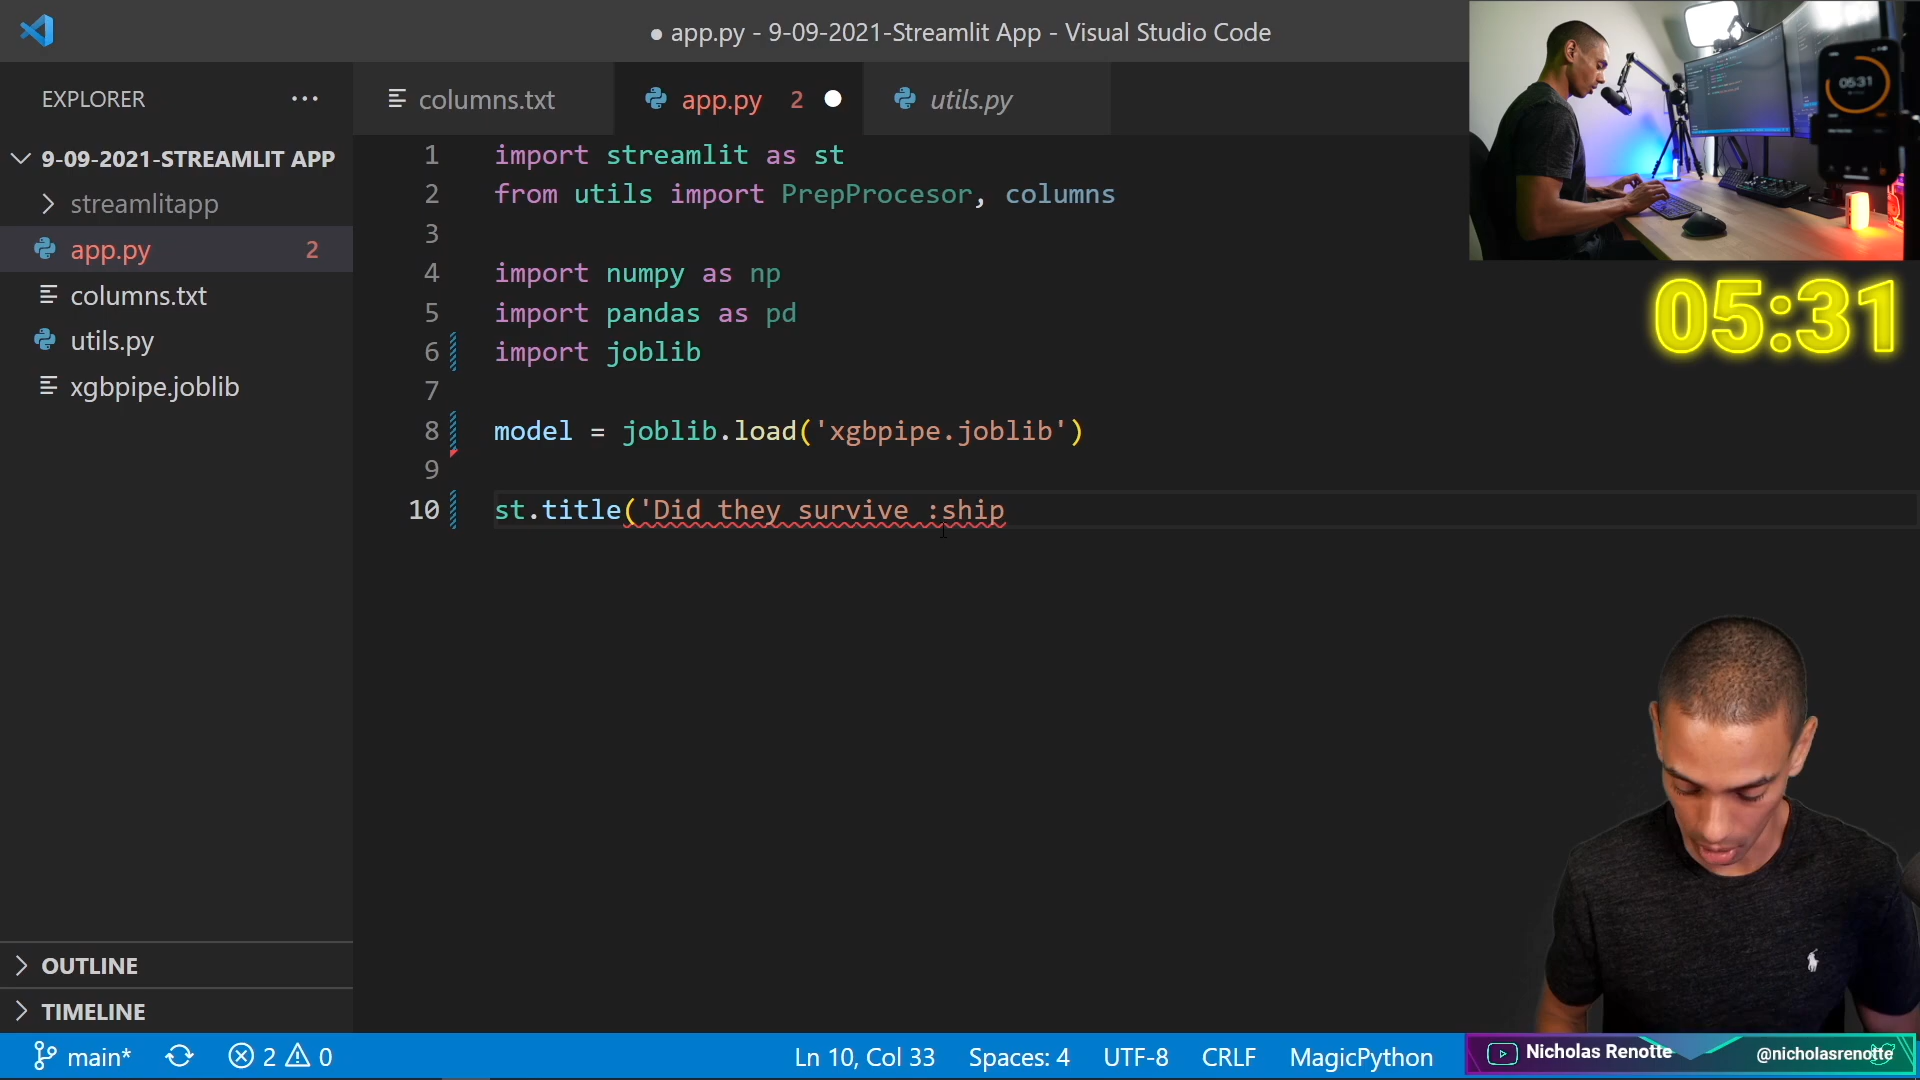 app.py - 9-09-2021-Streamlit App - Visual Studio Code
EXPLORER
9-09-2021-STREAMLIT APP
streamlitapp
app.py 2
columns.txt
utils.py
xgbpipe.joblib
OUTLINE
TIMELINE
columns.txt app.py 2 utils.py
1 import streamlit as st
2 from utils import PrepProcesor, columns
3
4 import numpy as np
5 import pandas as pd
6 import joblib
7
8 model = joblib.load('xgbpipe.joblib')
9
10 st.title('Did they survive :ship
05:31
05:31
main* 2 0 Ln 10, Col 33 Spaces: 4 UTF-8 CRLF MagicPython
Nicholas Renotte @nicholasrenotte